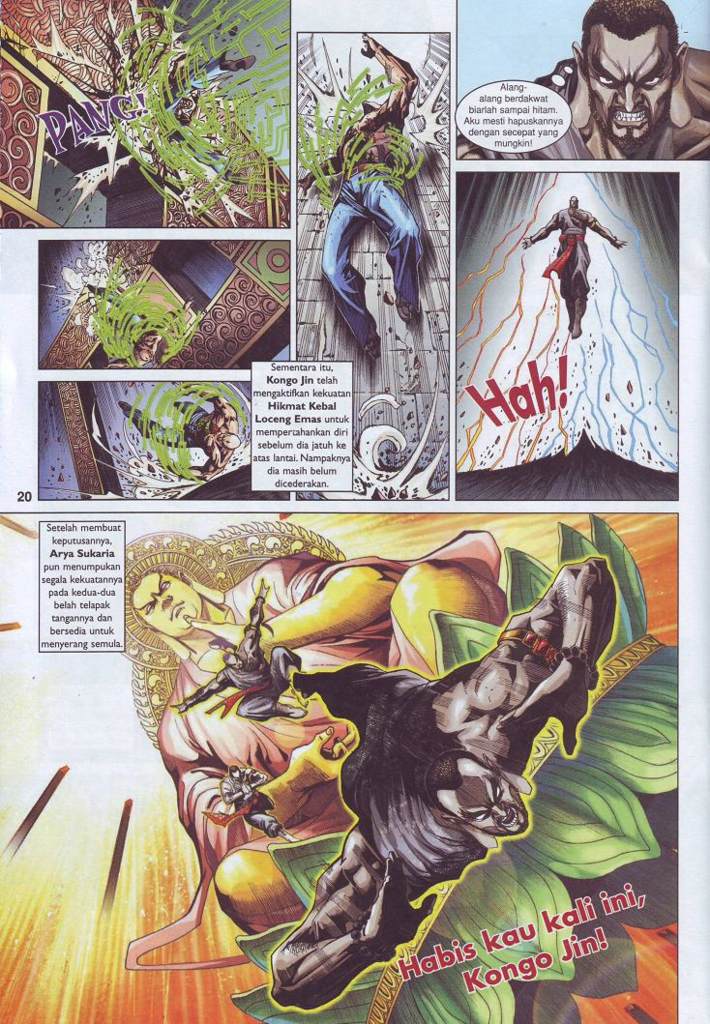 PANG!
Alang-
alang berdakwat
biarlah sampai hitam.
Aku mesti hapuskannya
dengan secepat yang
mungkin!
Hah!
Sementara itu,
Kongo Jin telah
mengaktifkan kekuatan
Hikmat Kebal
Loceng Emas untuk
mempertahankan diri
sebelum dia jatuh ke
atas lantai. Nampaknya
dia masih belum
dicederakan.
20
Setelah membuat
keputusannya,
Arya Sukaria
pun menumpukan
segala kekuatannya
pada kedua-dua
belah telapak
tangannya dan
bersedia untuk
menyerang semula.
Habis kau kali ini,
Kongo Jin!